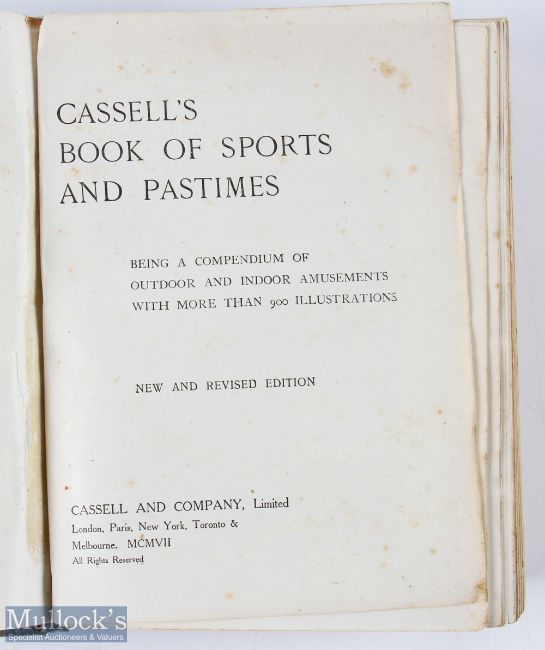 CASSELL'S
BOOK OF SPORTS
AND PASTIMES
BEING A COMPENDIUM OF
OUTDOOR AND INDOOR AMUSEMENTS
WITH MORE THAN 900 ILLUSTRATIONS
NEW AND REVISED EDITION
CASSELL AND COMPANY, Limited
London, Paris, New York, Toronto &
Melbourne. MCMVII
All Rights Reserved
Mullock's
Specialist Auctioneers & Valuers